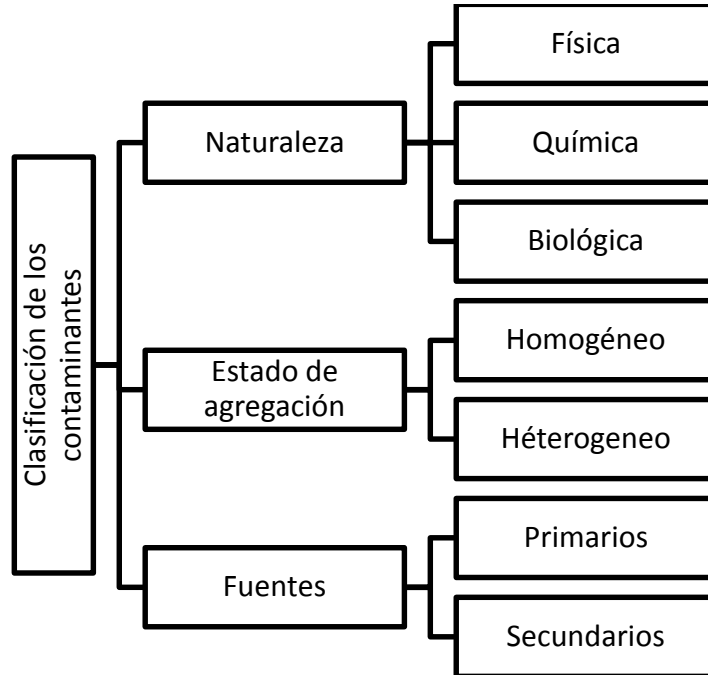 Clasificación de los
contaminantes
Naturaleza
Física
Química
Biológica
Estado de
agregación
Homogéneo
Héterogeneo
Fuentes
Primarios
Secundarios